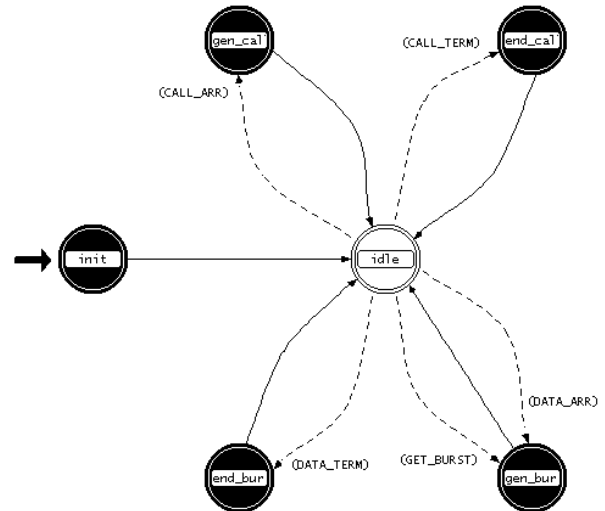 gen_cal
end_cal
(CALL_TERM)
(CALL_ARR)
init
idle
(DATA_ARR)
(DATA_TERM)
(GET_BURST)
end_bur
gen_bur